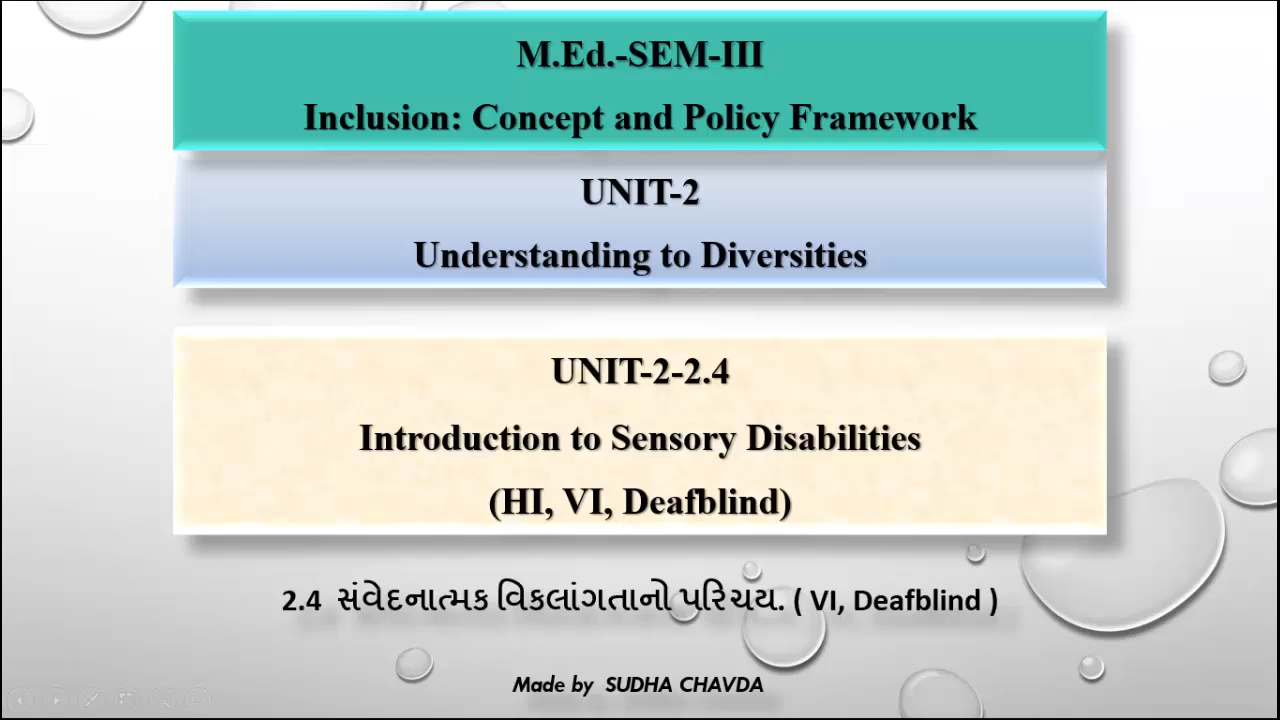 M.Ed.-SEM-III
Inclusion: Concept and Policy Framework
UNIT-2
Understanding to Diversities
UNIT-2-2.4
Introduction to Sensory Disabilities
(HI, VI, Deafblind)
2.4 સંવેદનાત્મક વિકલાંગતાનો પરિચય. ( VI, Deafblind )
Made by SUDHA CHAVDA